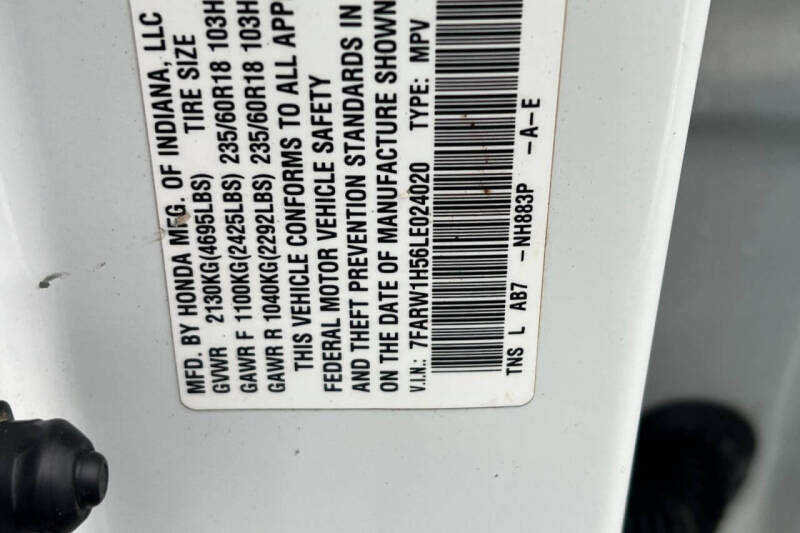 MFD. BY HONDA MFG. OF INDIANA, LLC
GVWR 2130KG(4695LBS) TIRE SIZE
GAWR F 1100KG(2425LBS) 235/60R18 103H
GAWR R 1040KG(2292LBS) 235/60R18 103H
THIS VEHICLE CONFORMS TO ALL APP
FEDERAL MOTOR VEHICLE SAFETY
AND THEFT PREVENTION STANDARDS IN
ON THE DATE OF MANUFACTURE SHOWN
V.I.N.: 7FARW1H56LE024020 TYPE: MPV
TNS L AB7 -NH883P -A-E